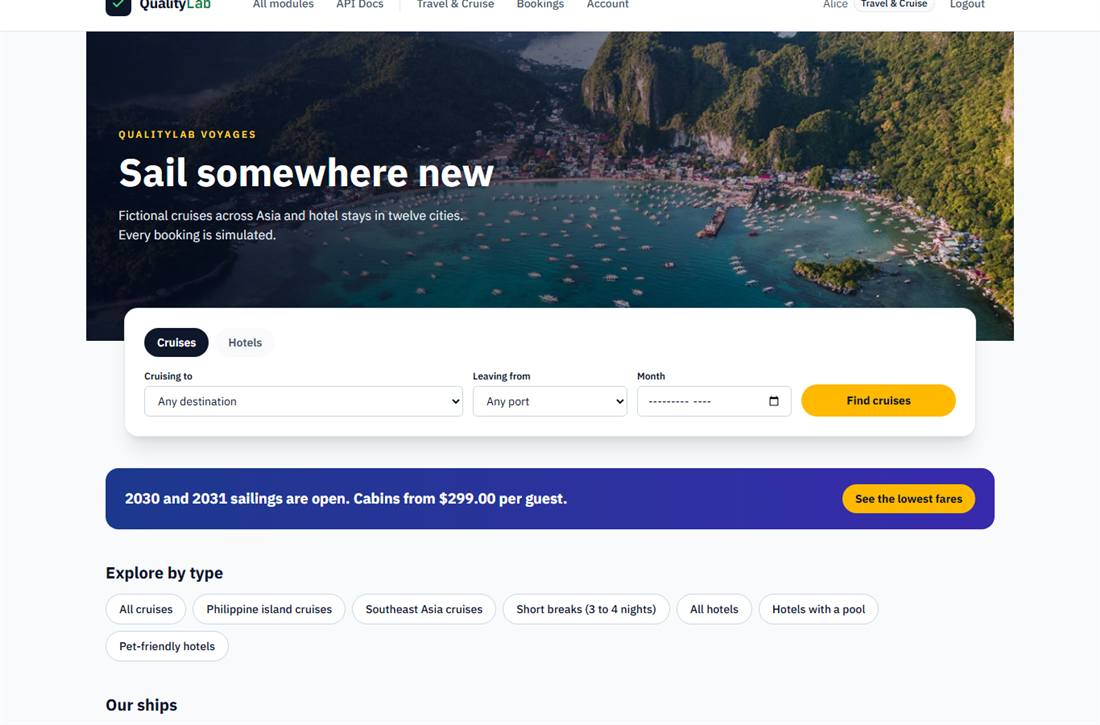 QualityLab
All modules
API Docs
Travel & Cruise
Bookings
Account
Alice
Travel & Cruise
Logout
QUALITYLAB VOYAGES
Sail somewhere new
Fictional cruises across Asia and hotel stays in twelve cities.
Every booking is simulated.
Cruises
Hotels
Cruising to
Leaving from
Month
Any destination
Any port
--------- ----
Find cruises
2030 and 2031 sailings are open. Cabins from $299.00 per guest.
See the lowest fares
Explore by type
All cruises
Philippine island cruises
Southeast Asia cruises
Short breaks (3 to 4 nights)
All hotels
Hotels with a pool
Pet-friendly hotels
Our ships